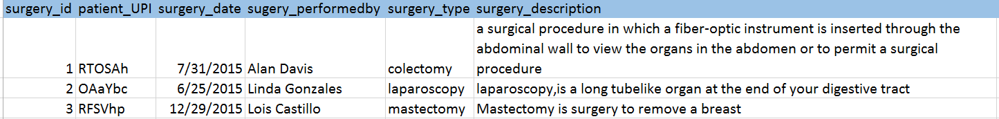 surgery_id patient_UPI surgery_date sugery_performedby surgery_type surgery_description
a surgical procedure in which a fiber-optic instrument is inserted through the
abdominal wall to view the organs in the abdomen or to permit a surgical
1 RTOSAh 7/31/2015 Alan Davis colectomy procedure
2 OAaYbc 6/25/2015 Linda Gonzales laparoscopy laparoscopy,is a long tubelike organ at the end of your digestive tract
3 RFSVhp 12/29/2015 Lois Castillo mastectomy Mastectomy is surgery to remove a breast